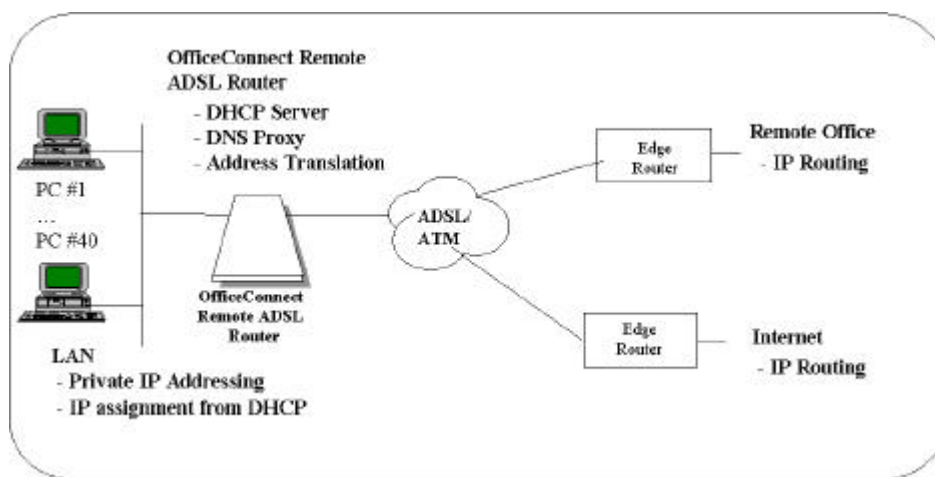 OfficeConnect Remote
ADSL Router
- DHCP Server
- DNS Proxy
- Address Translation
PC #1
...
PC #40
OfficeConnect
Remote ADSL
Router
LAN
- Private IP Addressing
- IP assignment from DHCP
ADSL/
ATM
Edge
Router
Remote Office
- IP Routing
Edge
Router
Internet
- IP Routing